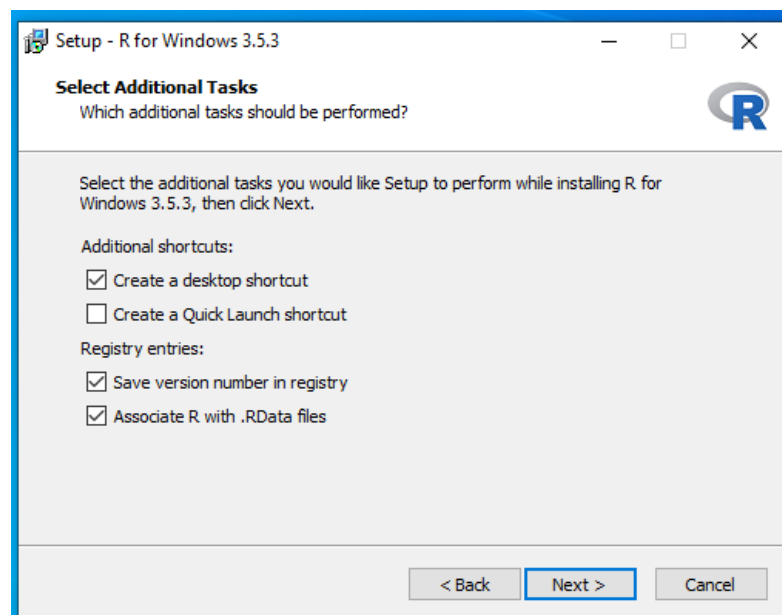 Setup - R for Windows 3.5.3
Select Additional Tasks
Which additional tasks should be performed?
R
Select the additional tasks you would like Setup to perform while installing R for
Windows 3.5.3, then click Next.
Additional shortcuts:
Create a desktop shortcut
Create a Quick Launch shortcut
Registry entries:
Save version number in registry
Associate R with .RData files
< Back
Next >
Cancel